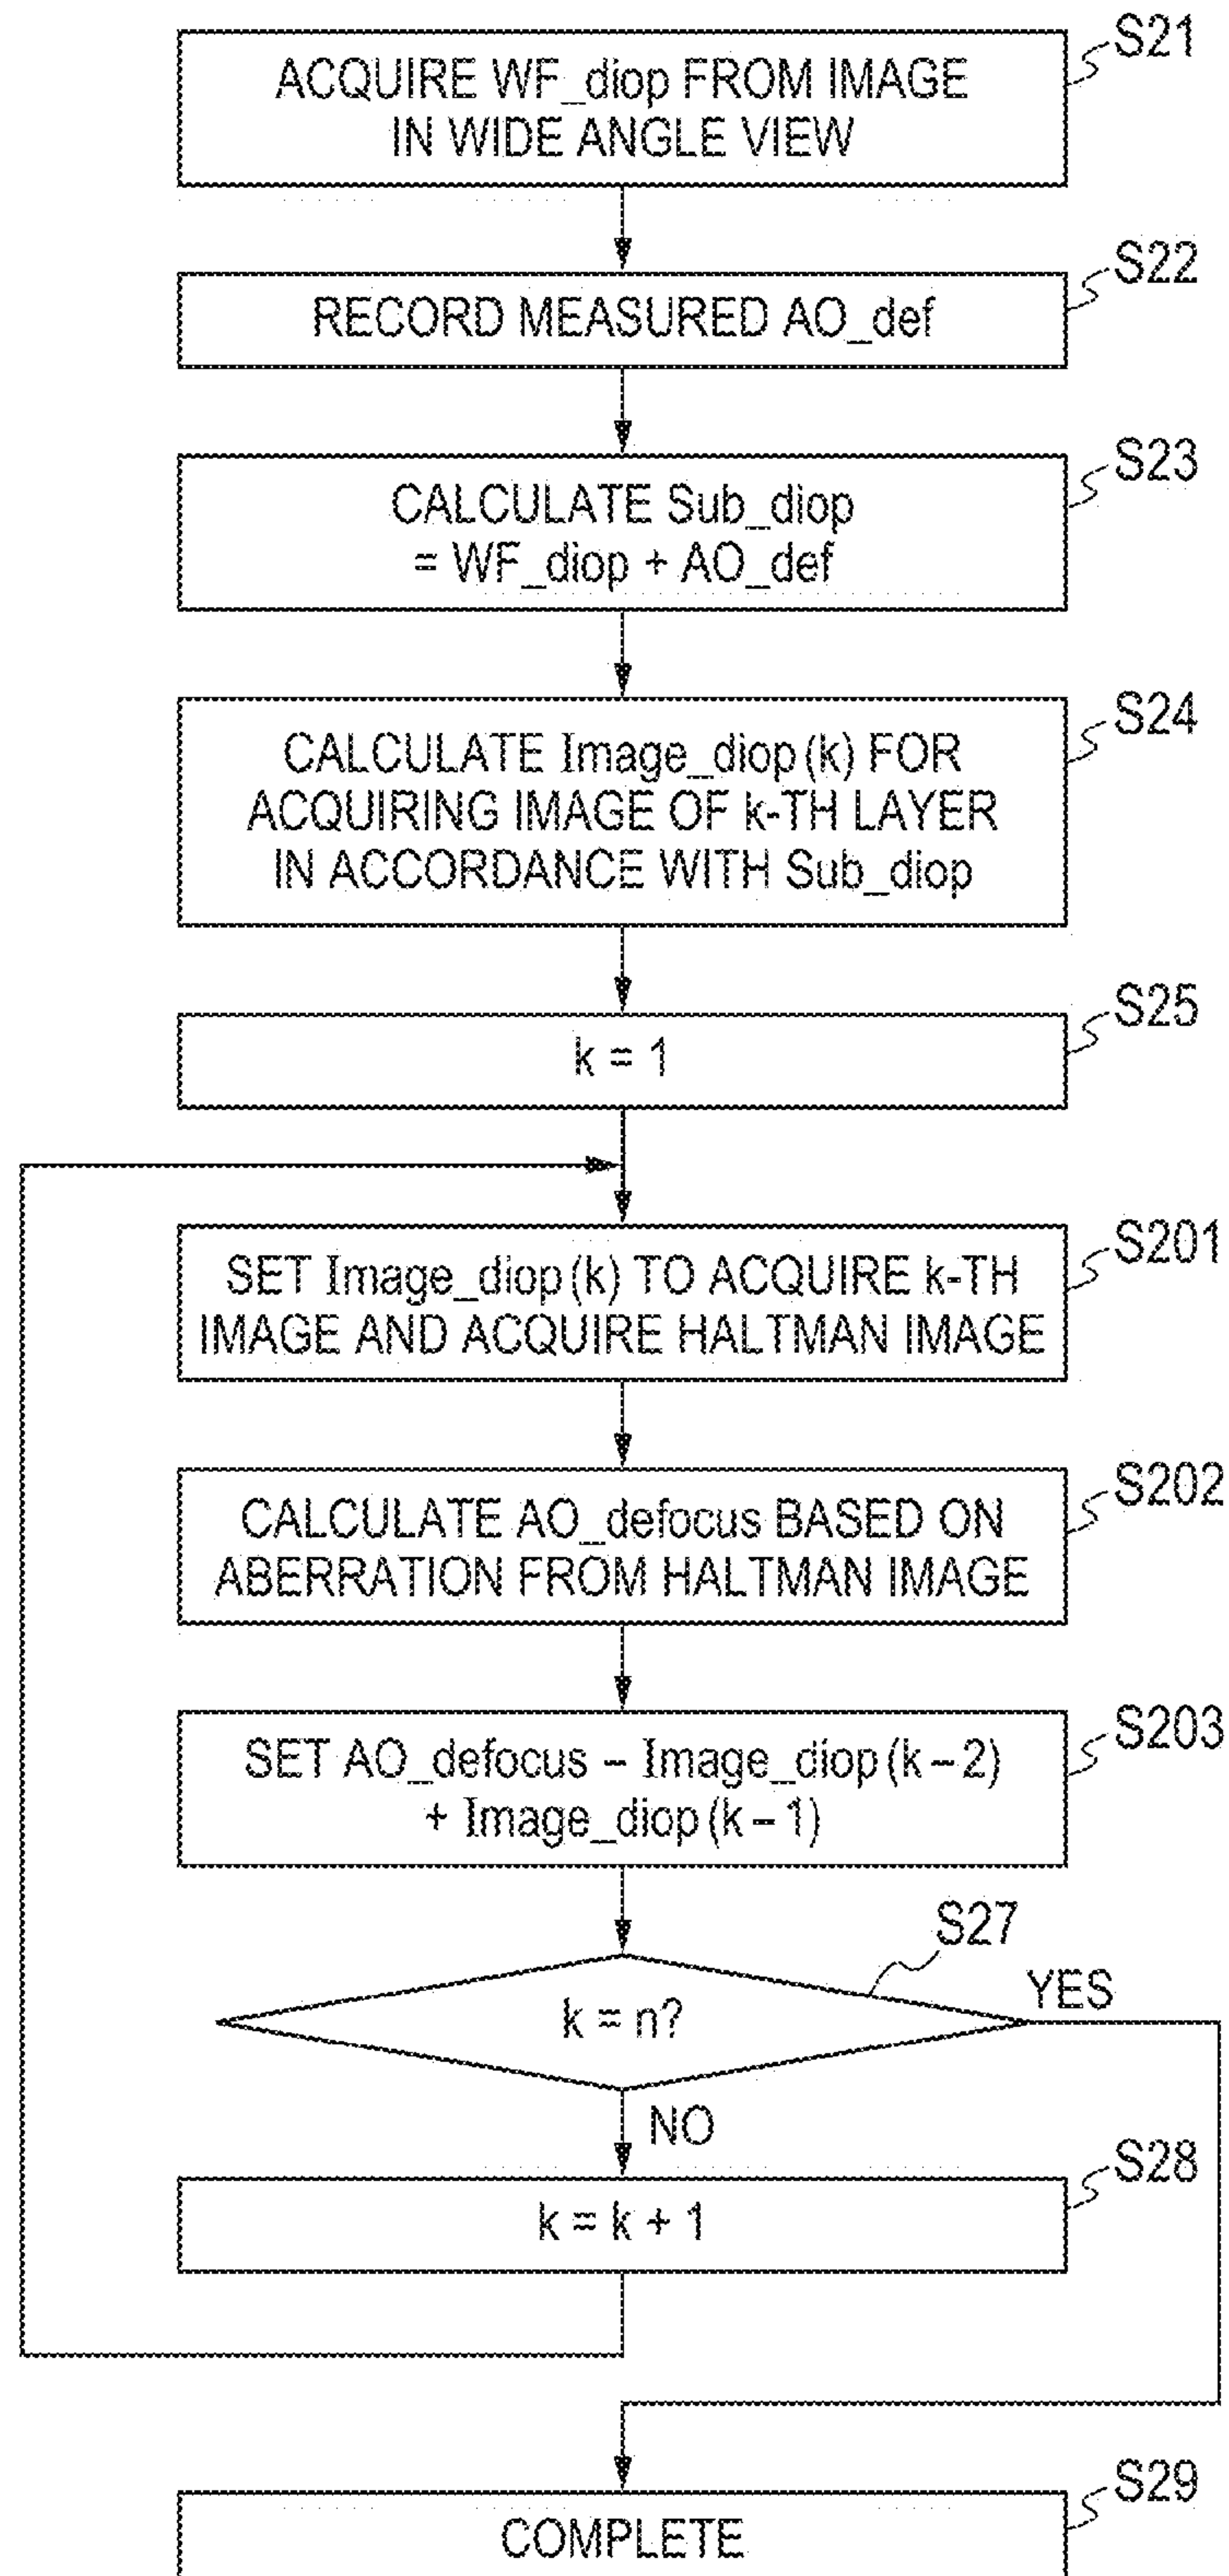 S21
ACQUIRE WF_diop FROM IMAGE
IN WIDE ANGLE VIEW
S22
RECORD MEASURED AO_def
S23
CALCULATE Sub_diop
= WF_diop + AO_def
S24
CALCULATE Image_diop(k) FOR
ACQUIRING IMAGE OF k-TH LAYER
IN ACCORDANCE WITH Sub_diop
S25
k = 1
S201
SET Image_diop(k) TO ACQUIRE k-TH
IMAGE AND ACQUIRE HALTMAN IMAGE
S202
CALCULATE AO_defocus BASED ON
ABERRATION FROM HALTMAN IMAGE
S203
SET AO_defocus – Image_diop(k – 2)
+ Image_diop(k – 1)
S27
YES
k = n?
NO
S28
k = k + 1
S29
COMPLETE